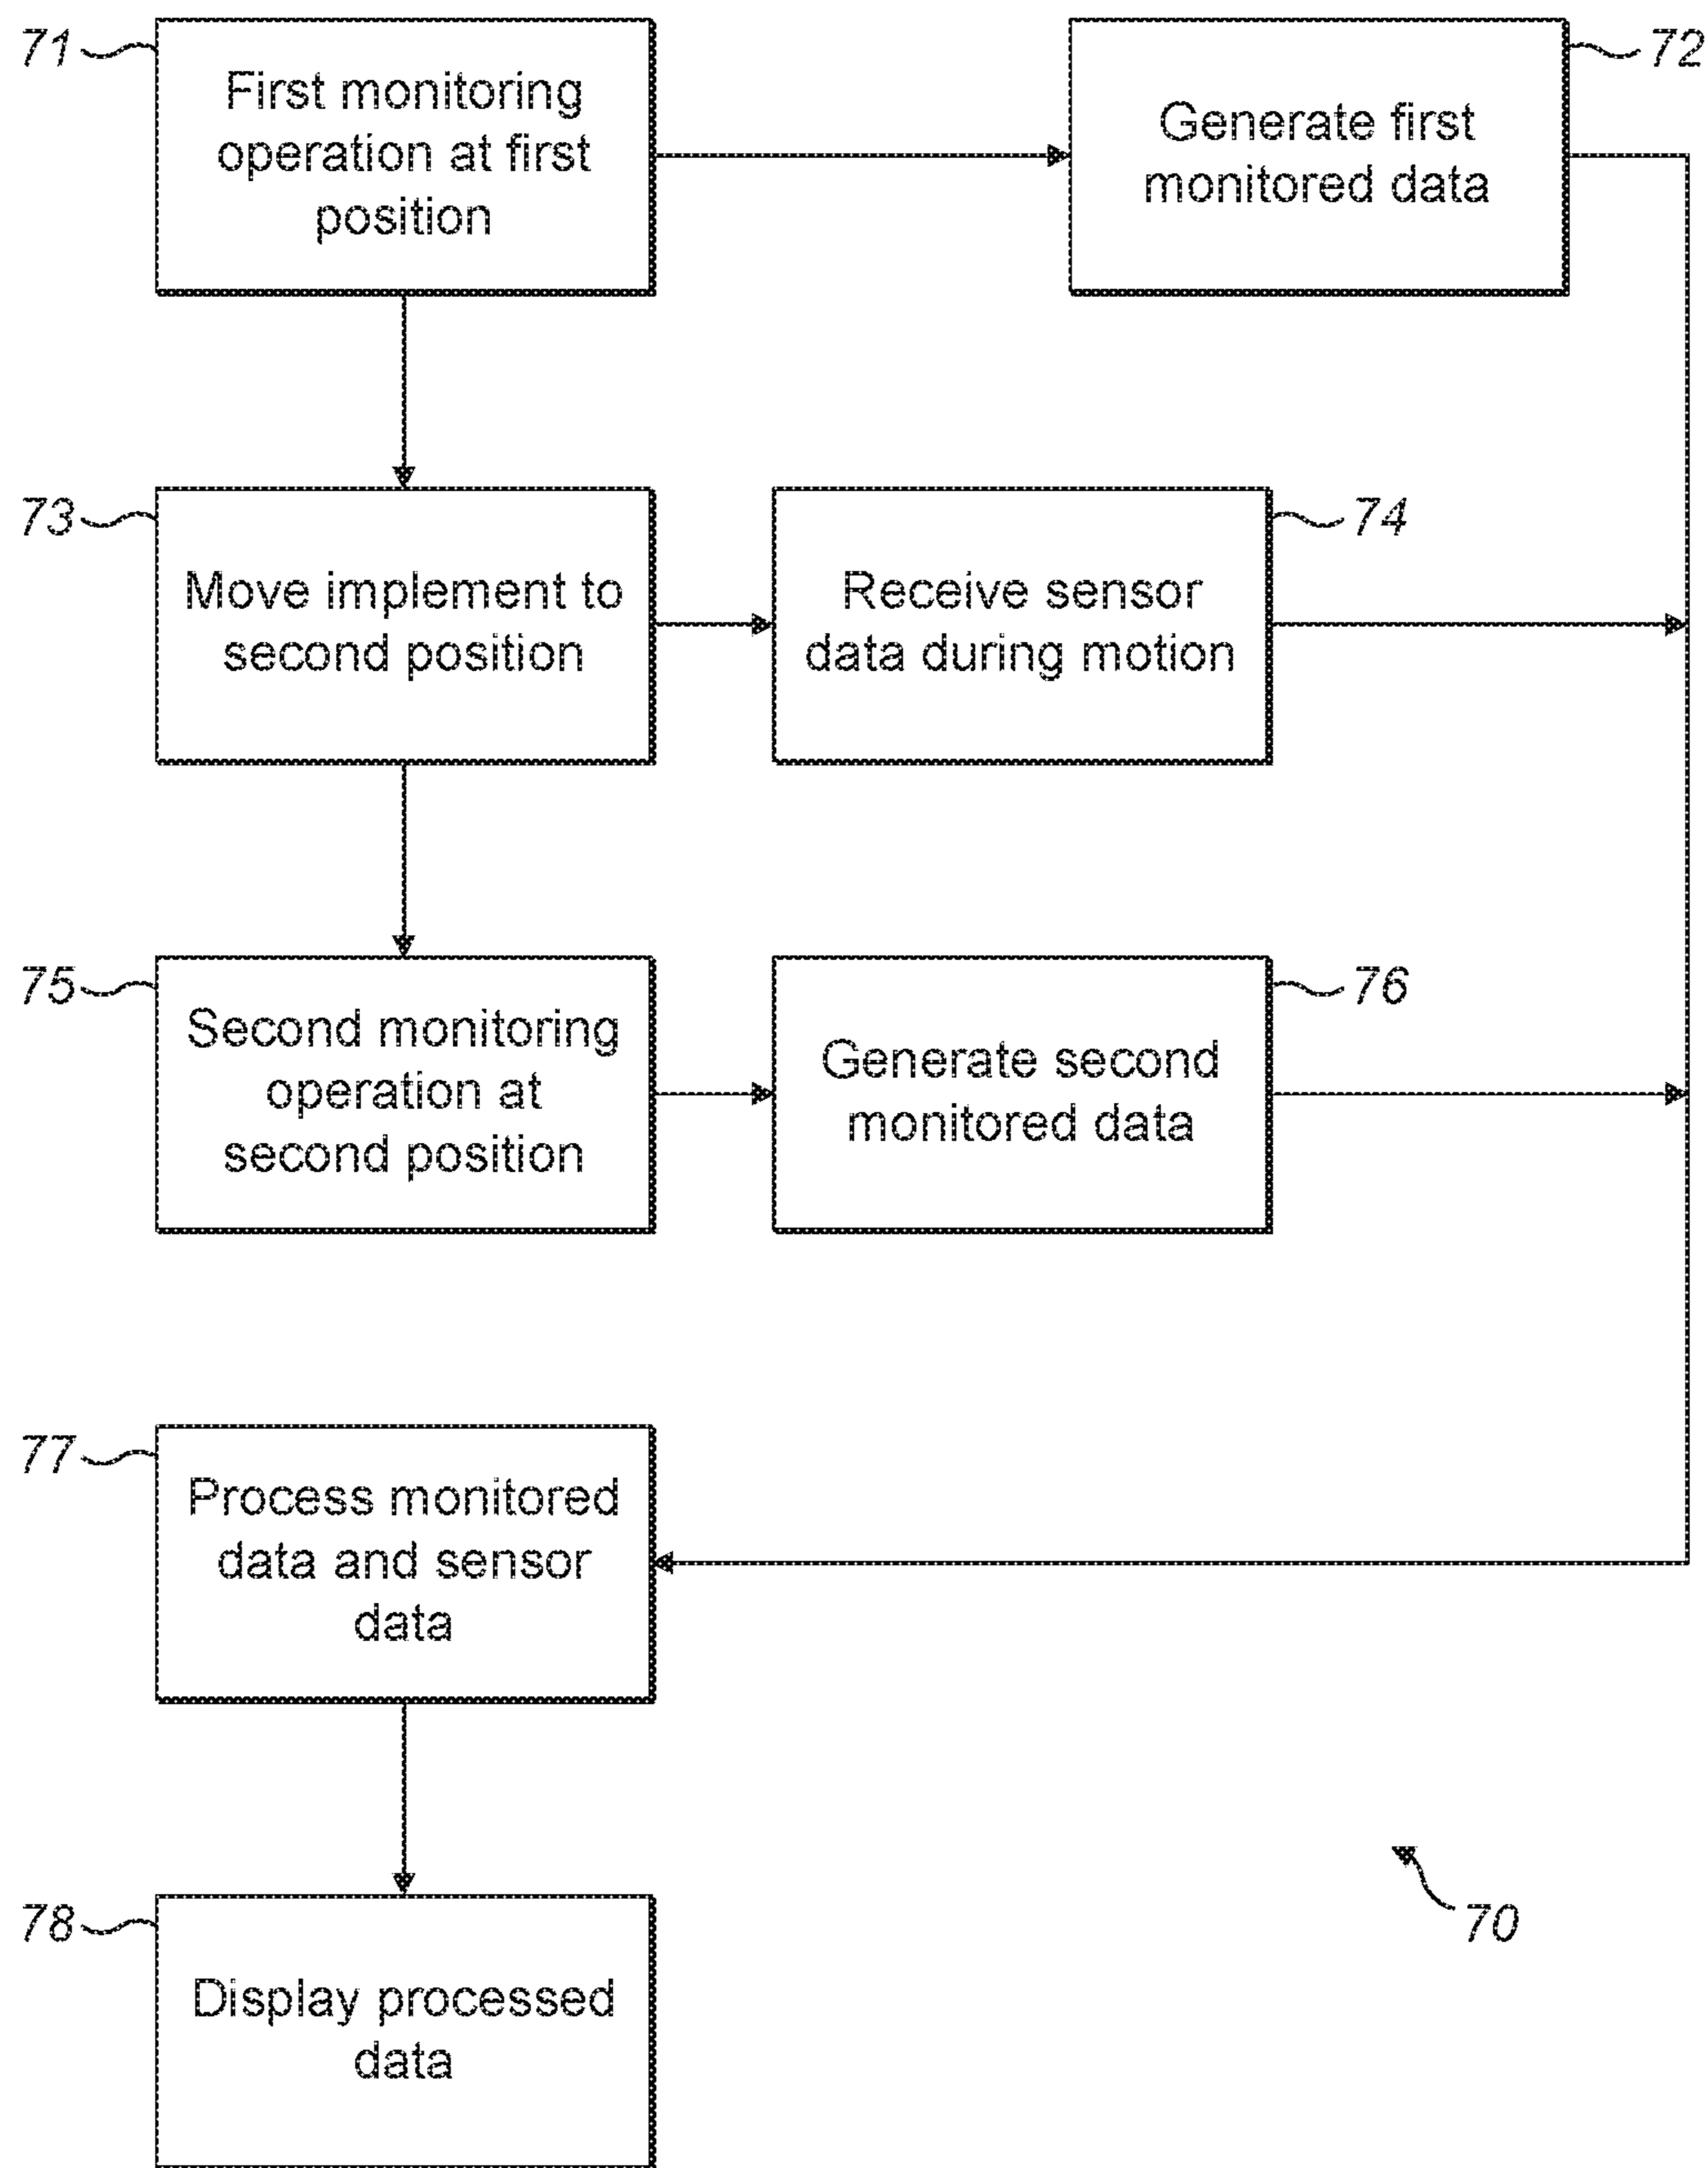 71
First monitoring
operation at first
position
72
Generate first
monitored data
73
Move implement to
second position
74
Receive sensor
data during motion
75
Second monitoring
operation at
second position
76
Generate second
monitored data
77
Process monitored
data and sensor
data
78
Display processed
data
70